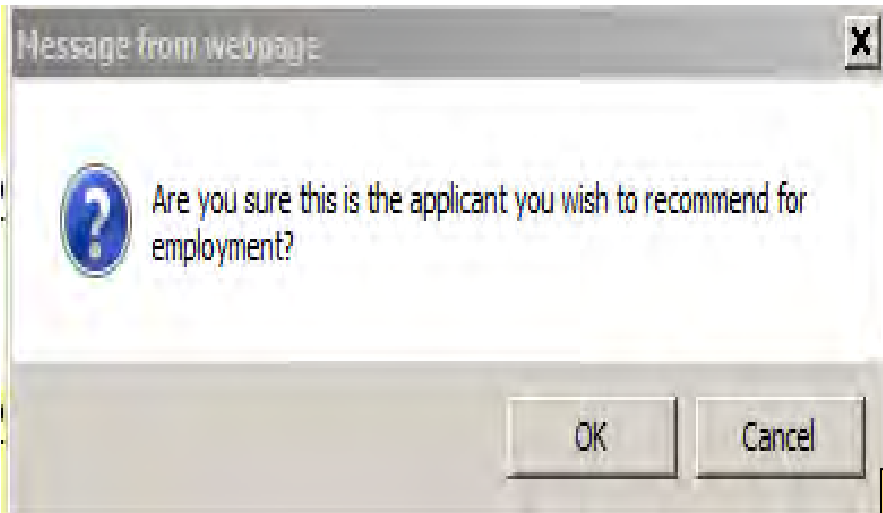 Message from webpage
X
?
Are you sure this is the applicant you wish to recommend for
employment?
OK
Cancel